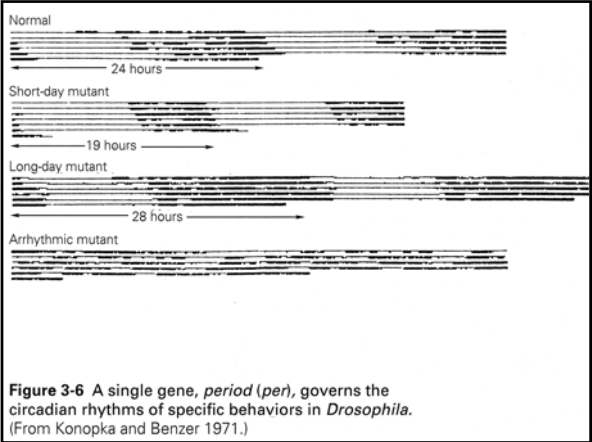 Normal
24 hours
Short-day mutant
19 hours
Long-day mutant
28 hours
Arrhythmic mutant
Figure 3-6 A single gene, period (per), governs the
circadian rhythms of specific behaviors in Drosophila.
(From Konopka and Benzer 1971.)